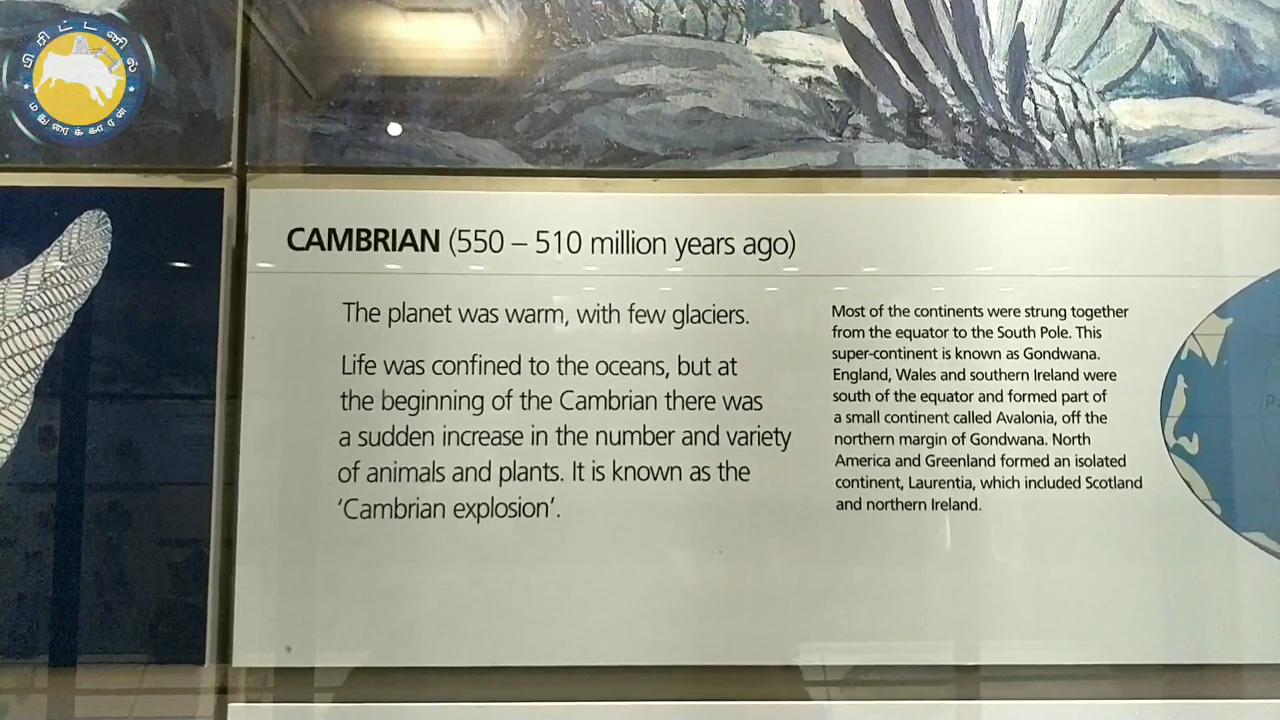 பிரிட்டனில்
மதுரைக்காரன்
CAMBRIAN (550 – 510 million years ago)
The planet was warm, with few glaciers.
Life was confined to the oceans, but at
the beginning of the Cambrian there was
a sudden increase in the number and variety
of animals and plants. It is known as the
‘Cambrian explosion’.
Most of the continents were strung together
from the equator to the South Pole. This
super-continent is known as Gondwana.
England, Wales and southern Ireland were
south of the equator and formed part of
a small continent called Avalonia, off the
northern margin of Gondwana. North
America and Greenland formed an isolated
continent, Laurentia, which included Scotland
and northern Ireland.